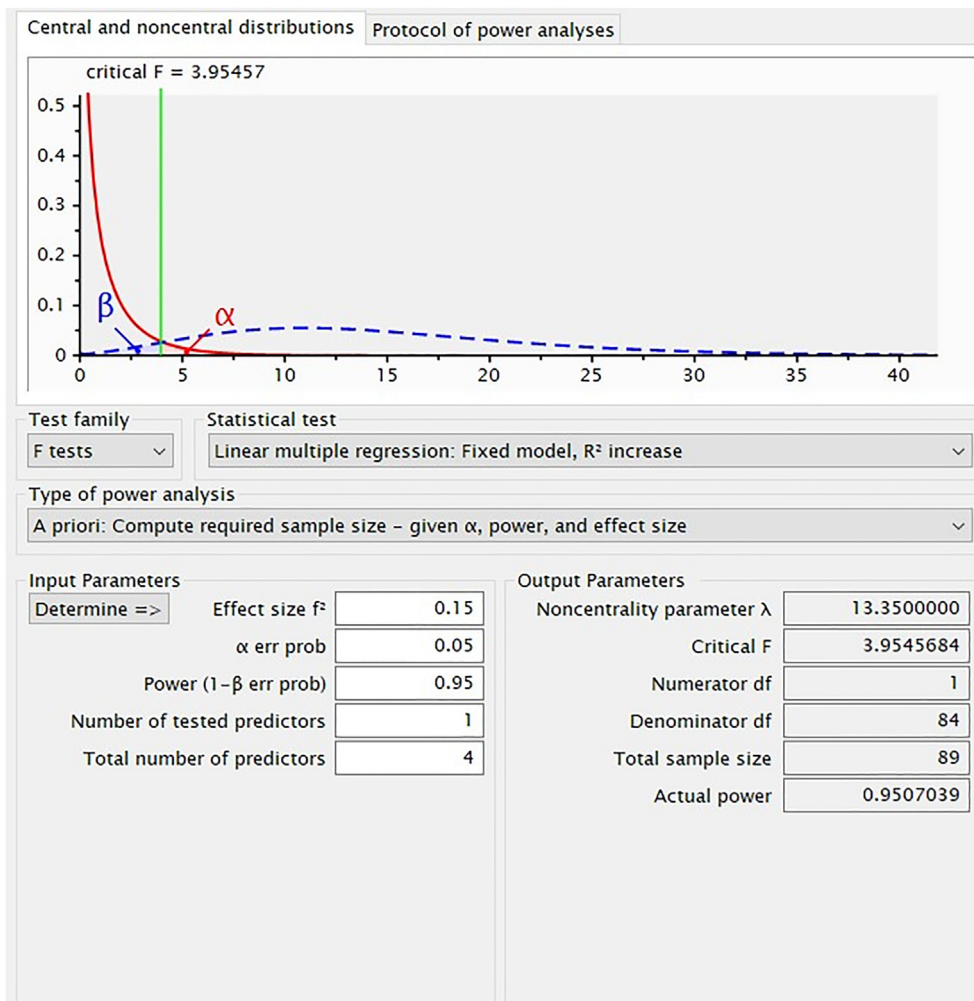 Central and noncentral distributions
Protocol of power analyses
critical F = 3.95457
0.5
0.4
0.3
0.2
0.1
0
β
α
0 5 10 15 20 25 30 35 40
Test family
Statistical test
F tests
Linear multiple regression: Fixed model, R² increase
Type of power analysis
A priori: Compute required sample size – given α, power, and effect size
Input Parameters
Determine =>
Effect size f² 0.15
α err prob 0.05
Power (1-β err prob) 0.95
Number of tested predictors 1
Total number of predictors 4
Output Parameters
Noncentrality parameter λ 13.3500000
Critical F 3.9545684
Numerator df 1
Denominator df 84
Total sample size 89
Actual power 0.9507039